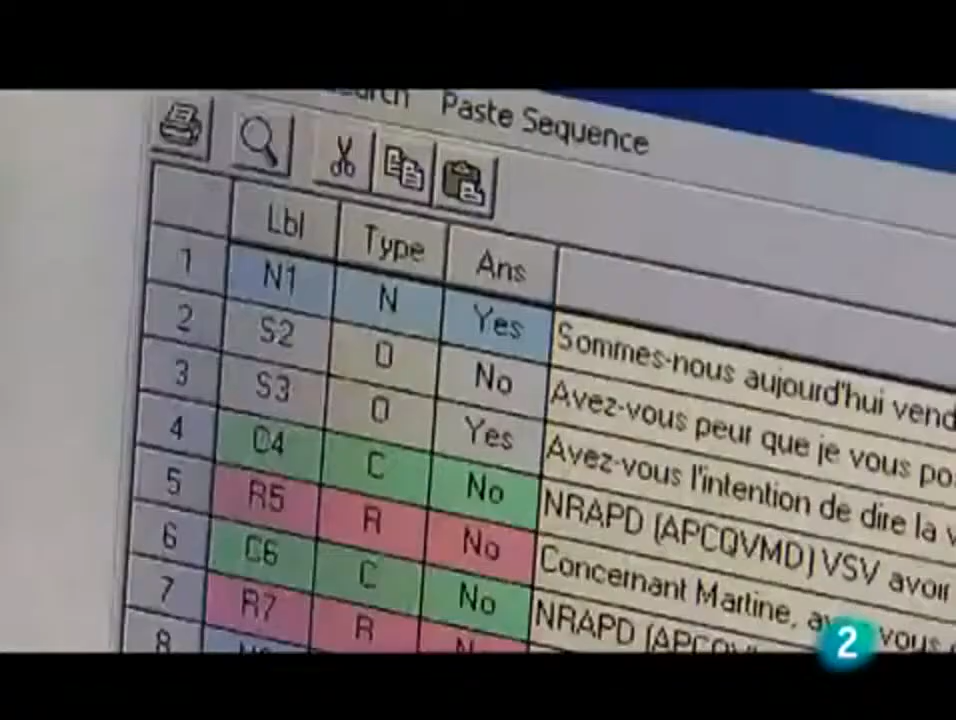 Paste Sequence
Lbl Type Ans
1 N1 N Yes Sommes-nous aujourd'hui
2 S2 O No Avez-vous peur que je vous
3 S3 O Yes Avez-vous l'intention de dire la
4 C4 C No NRAPD (APCQVMD) VSV avoir
5 R5 R No Concernant Martine,
6 C6 C No NRAPD
7 R7 R
8
2